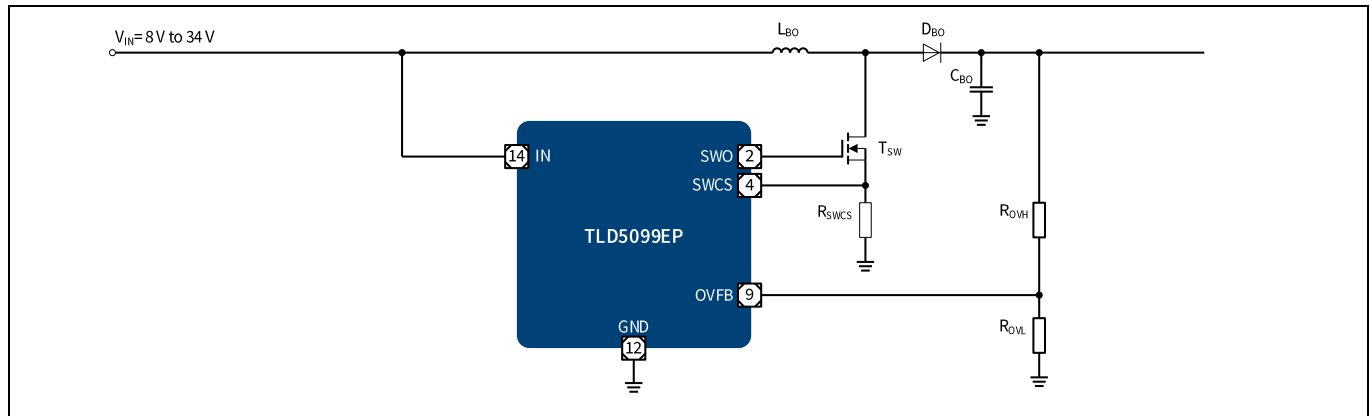 V_IN= 8 V to 34 V
L_BO
D_BO
C_BO
14 IN
SWO 2
T_SW
SWCS 4
R_SWCS
R_OVH
TLD5099EP
OVFB 9
R_OVL
GND
12